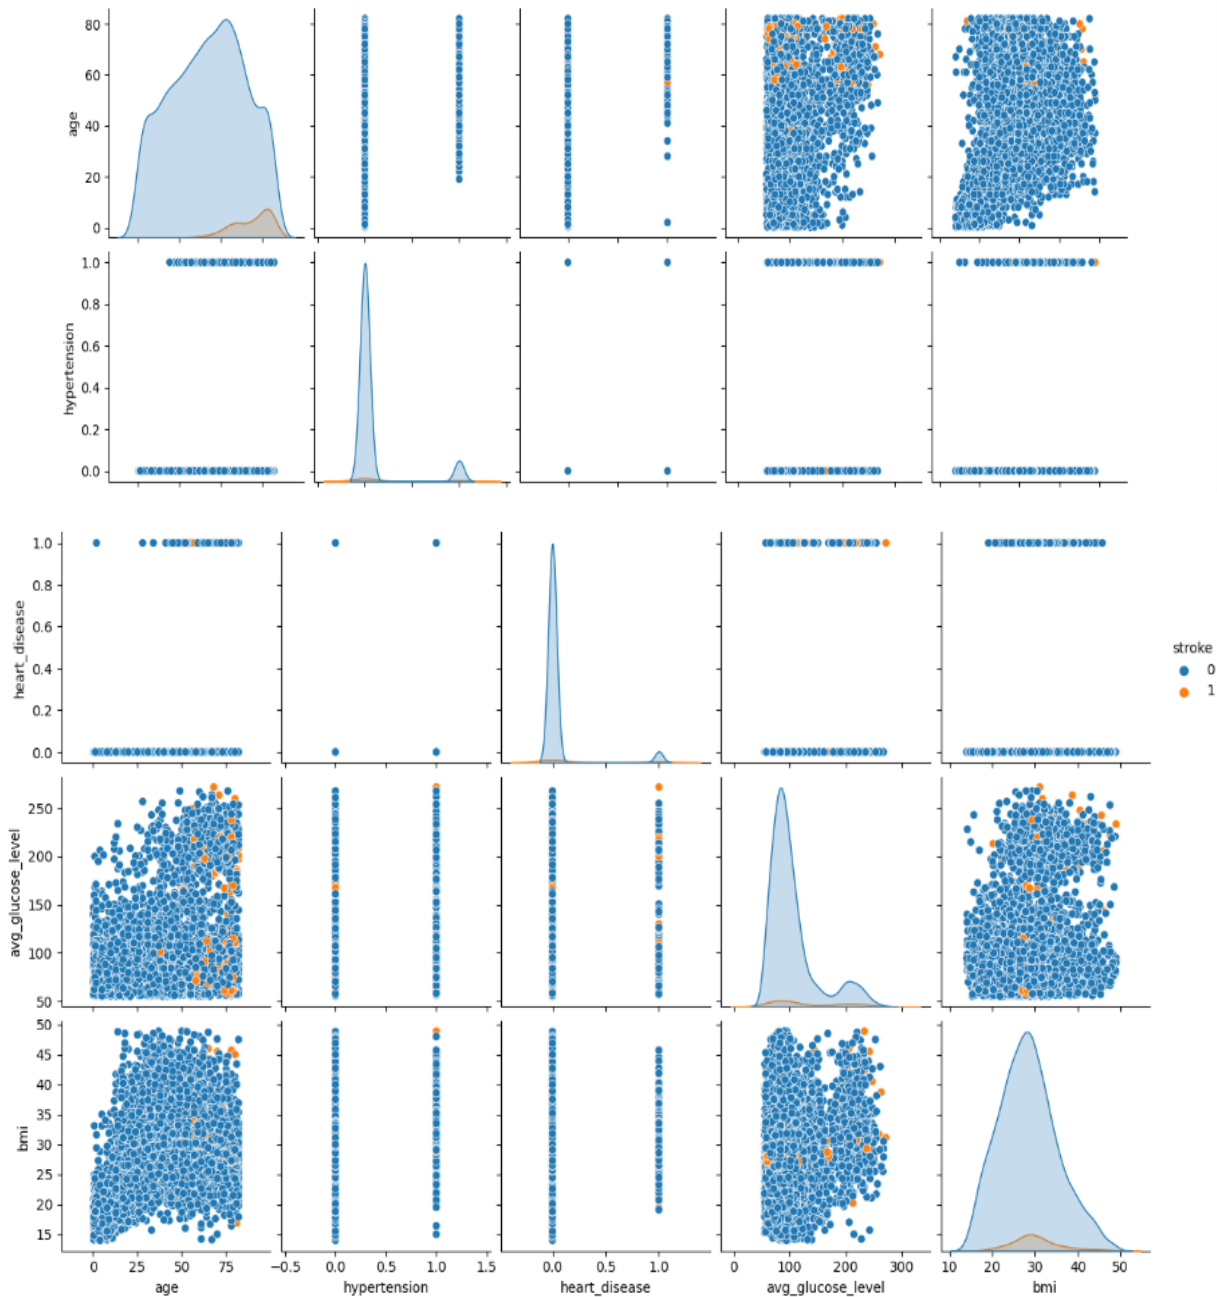 80
60
40
20
0
age
1.0
0.8
0.6
0.4
0.2
0.0
hypertension
1.0
0.8
0.6
0.4
0.2
0.0
heart_disease
stroke
0
1
250
200
150
100
50
avg_glucose_level
50
45
40
35
30
25
20
15
bmi
0 25 50 75
−0.5 0.0 0.5 1.0 1.5
0.0 0.5 1.0
0 100 200 300
10 20 30 40 50
age hypertension heart_disease avg_glucose_level bmi